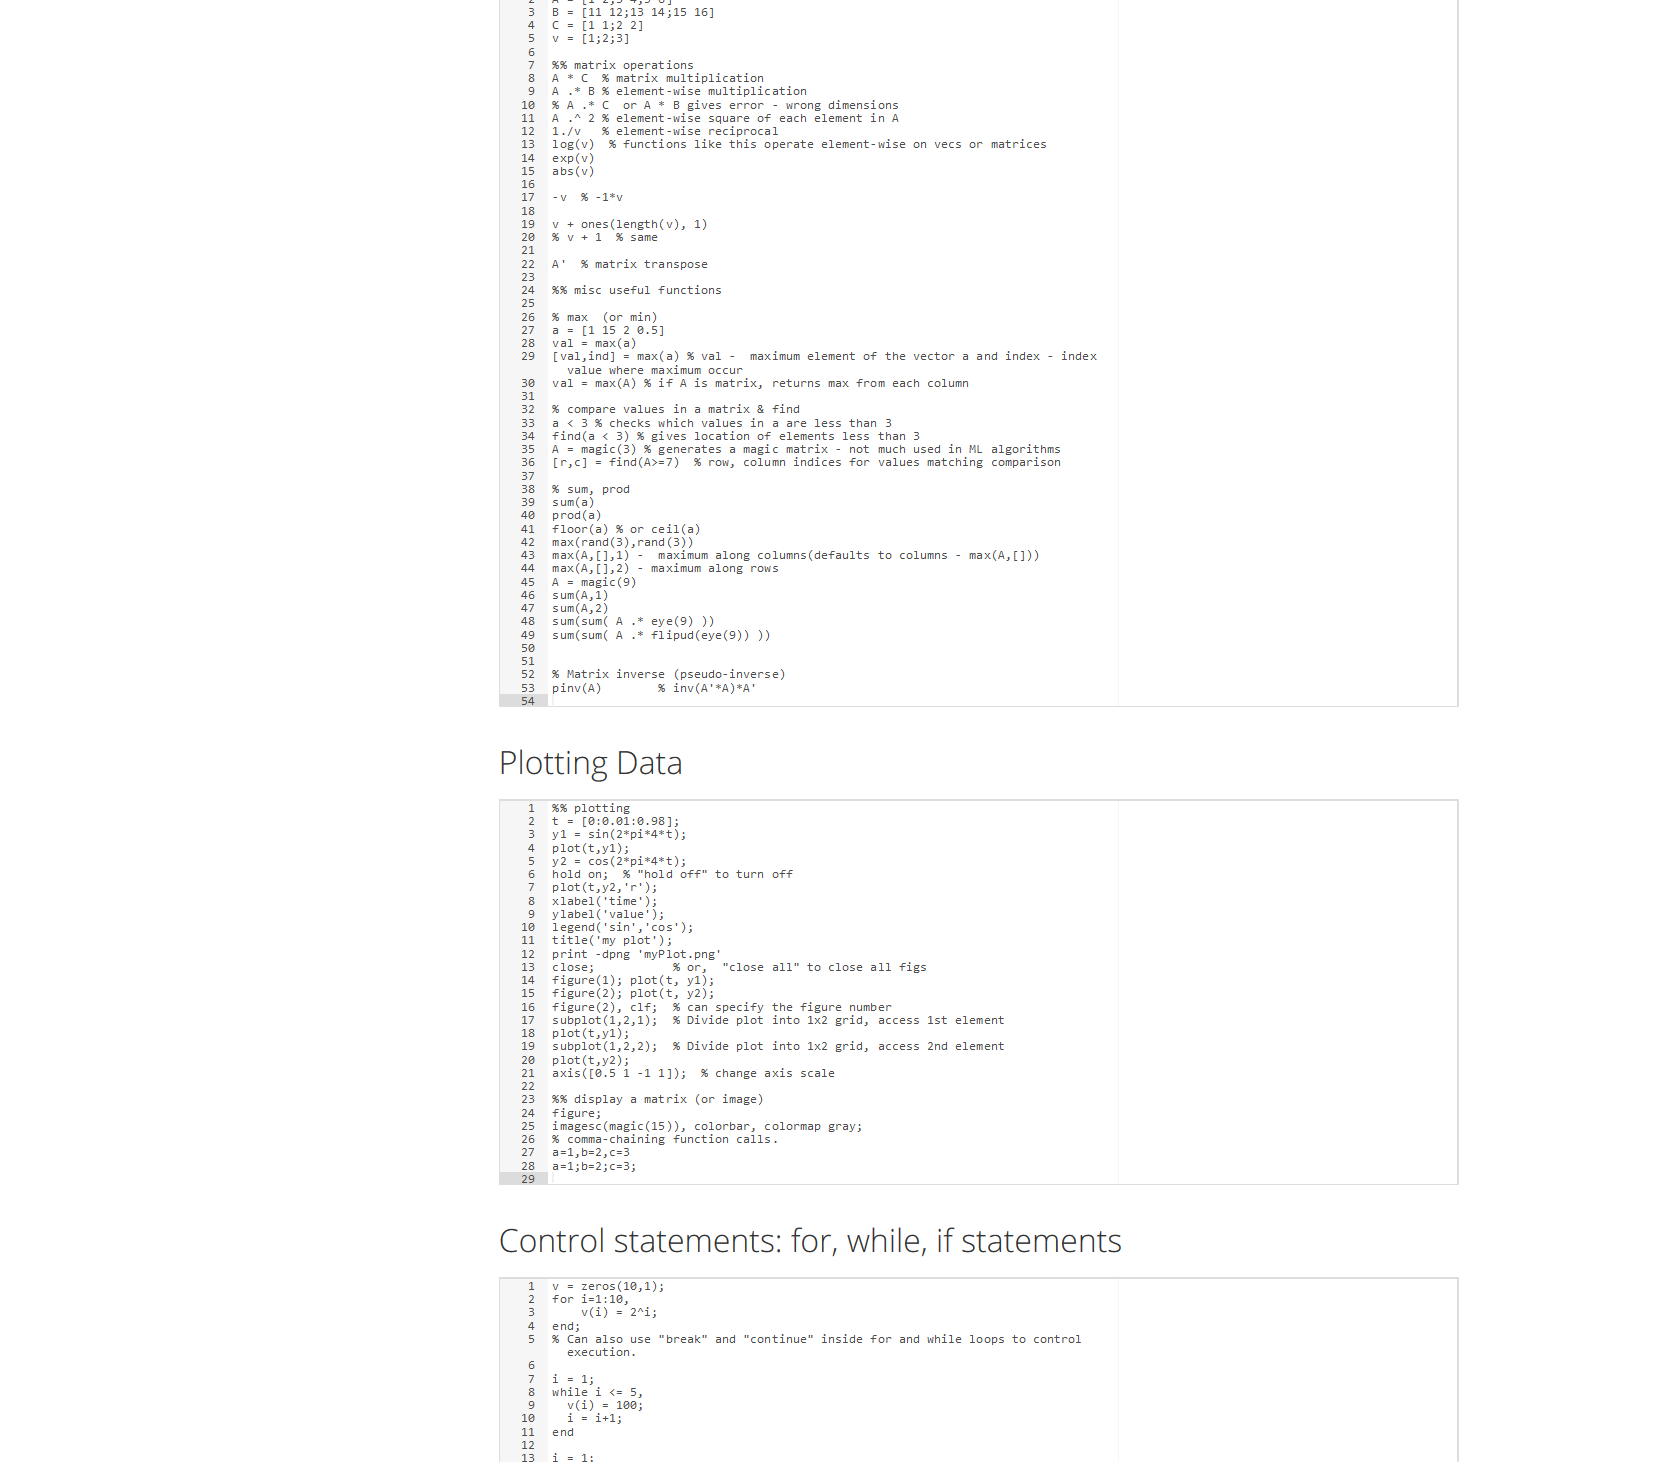 3 B = [11 12;13 14;15 16]
4 C = [1 1;2 2]
5 v = [1;2;3]
6
7 %% matrix operations
8 A * C  % matrix multiplication
9 A .* B % element-wise multiplication
10 % A .* C  or A * B gives error - wrong dimensions
11 A .^ 2 % element-wise square of each element in A
12 1./v   % element-wise reciprocal
13 log(v)  % functions like this operate element-wise on vecs or matrices
14 exp(v)
15 abs(v)
16
17 -v  % -1*v
18
19 v + ones(length(v), 1)
20 % v + 1  % same
21
22 A'  % matrix transpose
23
24 %% misc useful functions
25
26 % max  (or min)
27 a = [1 15 2 0.5]
28 val = max(a)
29 [val,ind] = max(a) % val -  maximum element of the vector a and index - index
value where maximum occur
30 val = max(A) % if A is matrix, returns max from each column
31
32 % compare values in a matrix & find
33 a < 3 % checks which values in a are less than 3
34 find(a < 3) % gives location of elements less than 3
35 A = magic(3) % generates a magic matrix - not much used in ML algorithms
36 [r,c] = find(A>=7)  % row, column indices for values matching comparison
37
38 % sum, prod
39 sum(a)
40 prod(a)
41 floor(a) % or ceil(a)
42 max(rand(3),rand(3))
43 max(A,[],1) -  maximum along columns(defaults to columns - max(A,[]))
44 max(A,[],2) - maximum along rows
45 A = magic(9)
46 sum(A,1)
47 sum(A,2)
48 sum(sum( A .* eye(9) ))
49 sum(sum( A .* flipud(eye(9)) ))
50
51
52 % Matrix inverse (pseudo-inverse)
53 pinv(A)        % inv(A'*A)*A'
54
Plotting Data
1 %% plotting
2 t = [0:0.01:0.98];
3 y1 = sin(2*pi*4*t);
4 plot(t,y1);
5 y2 = cos(2*pi*4*t);
6 hold on;  % "hold off" to turn off
7 plot(t,y2,'r');
8 xlabel('time');
9 ylabel('value');
10 legend('sin','cos');
11 title('my plot');
12 print -dpng 'myPlot.png'
13 close;           % or,  "close all" to close all figs
14 figure(1); plot(t, y1);
15 figure(2); plot(t, y2);
16 figure(2), clf;  % can specify the figure number
17 subplot(1,2,1);  % Divide plot into 1x2 grid, access 1st element
18 plot(t,y1);
19 subplot(1,2,2);  % Divide plot into 1x2 grid, access 2nd element
20 plot(t,y2);
21 axis([0.5 1 -1 1]);  % change axis scale
22
23 %% display a matrix (or image)
24 figure;
25 imagesc(magic(15)), colorbar, colormap gray;
26 % comma-chaining function calls.
27 a=1,b=2,c=3
28 a=1;b=2;c=3;
29
Control statements: for, while, if statements
1 v = zeros(10,1);
2 for i=1:10,
3     v(i) = 2^i;
4 end;
5 % Can also use "break" and "continue" inside for and while loops to control
execution.
6
7 i = 1;
8 while i <= 5,
9   v(i) = 100;
10   i = i+1;
11 end
12
13 i = 1;